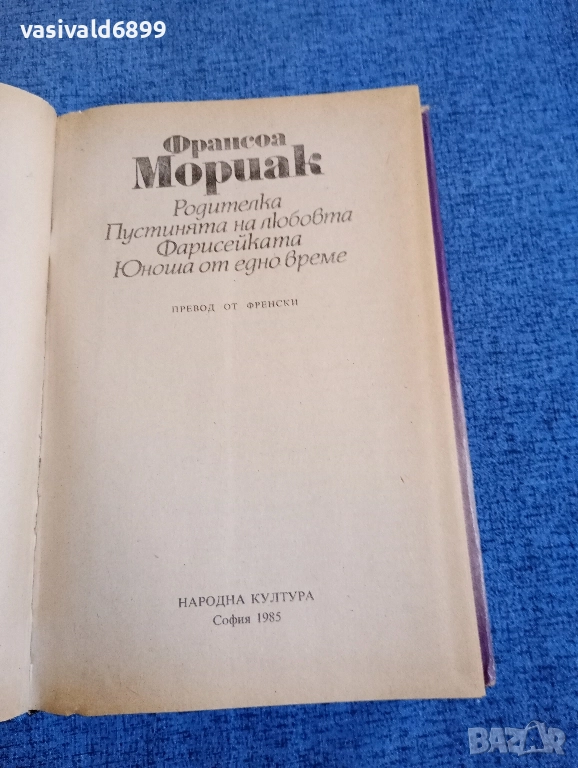 vasivald6899
Франсоа
Мориак
Родителка
Пустинята на любовта
Фарисейката
Юноша от едно време
ПРЕВОД ОТ ФРЕНСКИ
НАРОДНА КУЛТУРА
София 1985
BAZAR